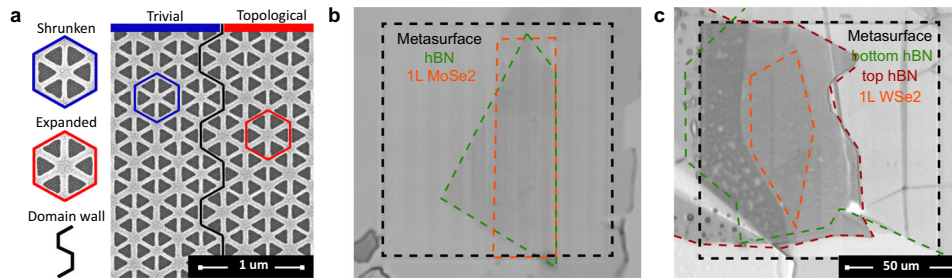 a
Shrunken
Expanded
Domain wall
Trivial
Topological
1 um
b
Metasurface
hBN
1L MoSe2
c
Metasurface
bottom hBN
top hBN
1L WSe2
50 um